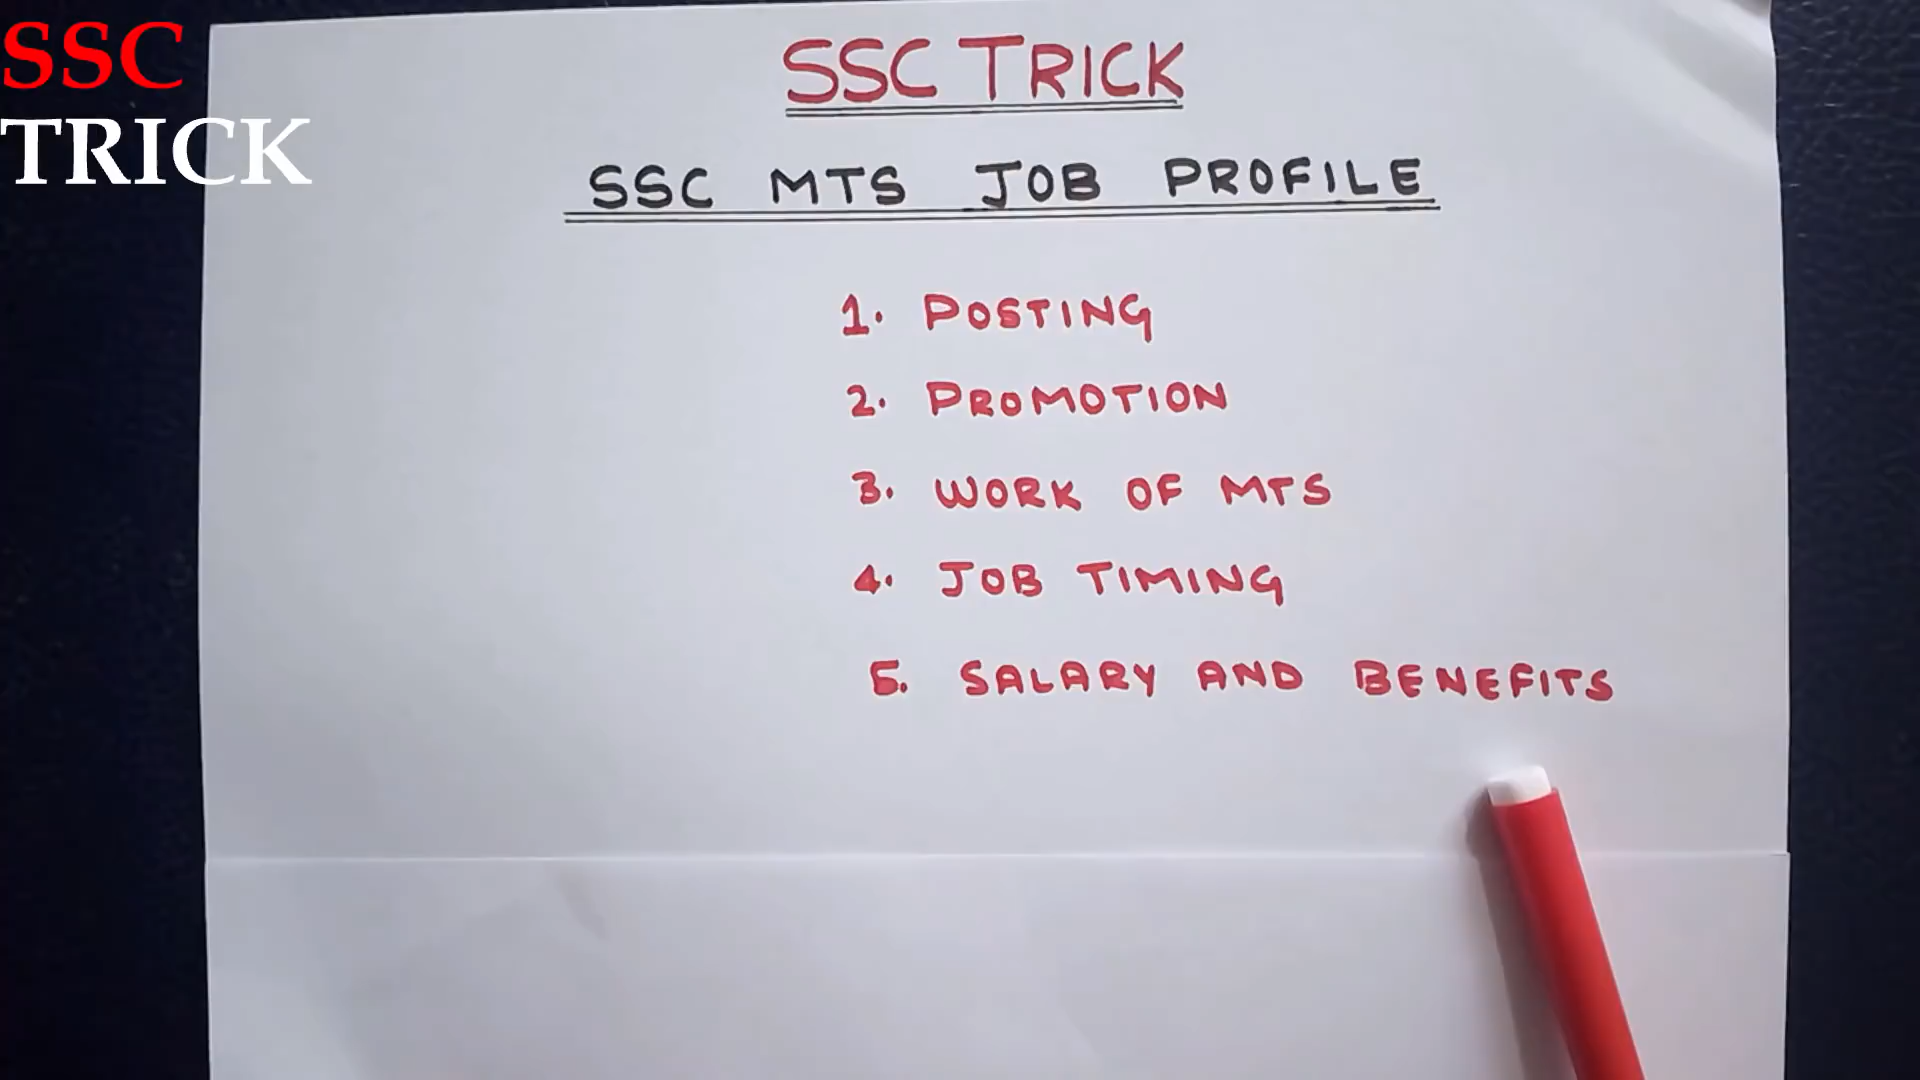 SSC
TRICK
SSC TRICK
SSC MTS JOB PROFILE
1. POSTING
2. PROMOTION
3. WORK OF MTS
4. JOB TIMING
5. SALARY AND BENEFITS